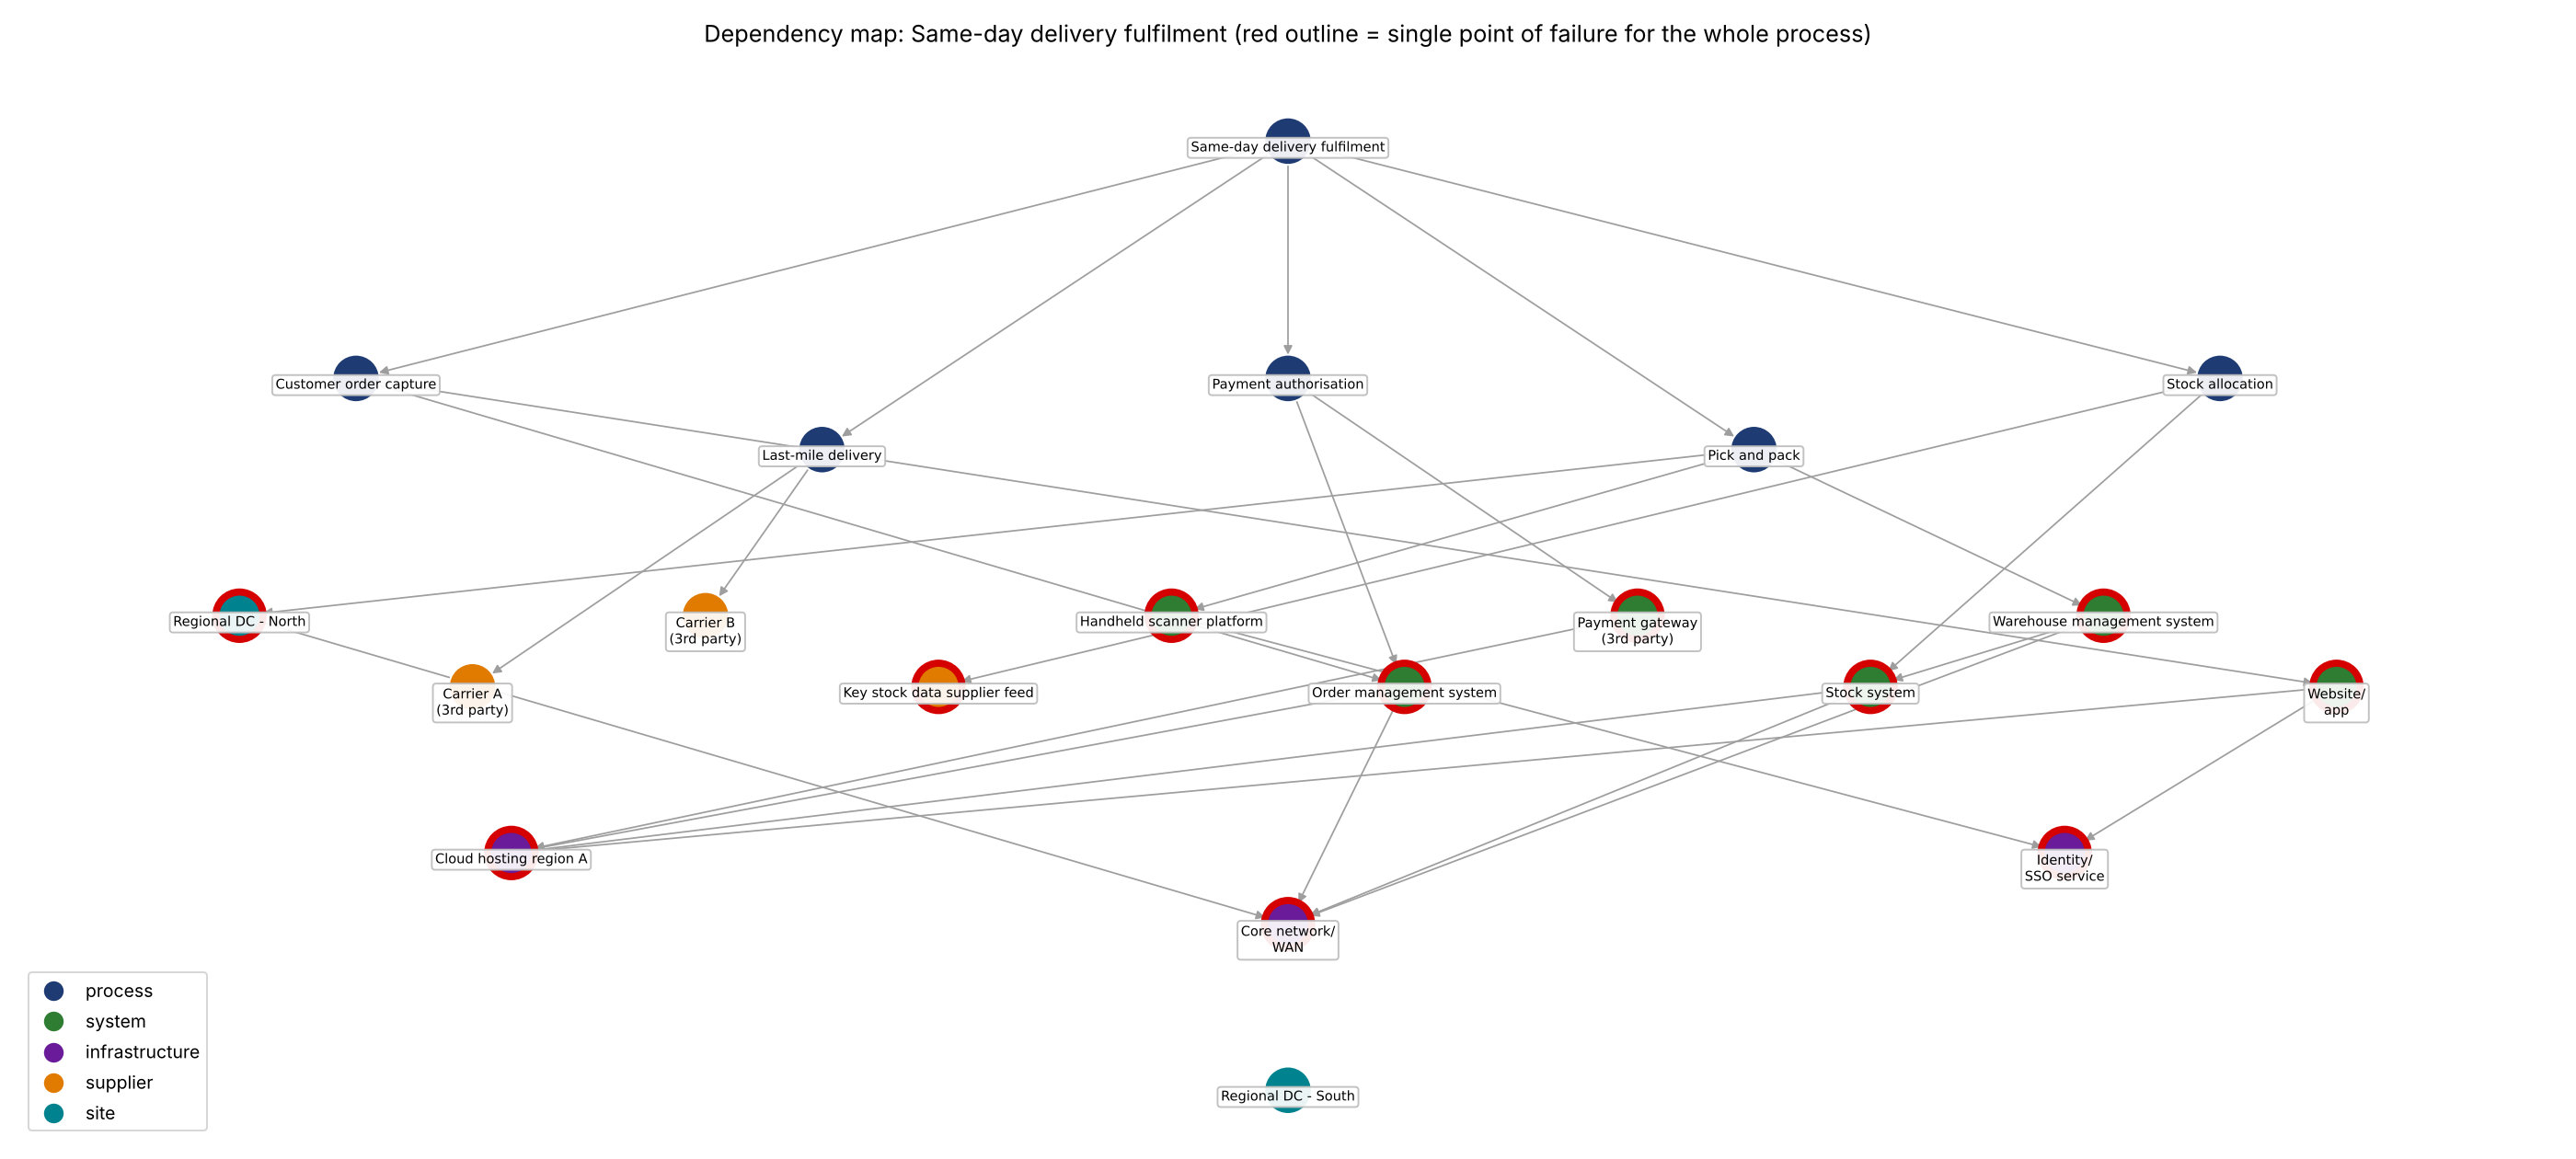 Dependency map: Same-day delivery fulfilment (red outline = single point of failure for the whole process)
Same-day delivery fulfilment
Customer order capture
Payment authorisation
Stock allocation
Last-mile delivery
Pick and pack
Regional DC - North
Carrier B
(3rd party)
Handheld scanner platform
Payment gateway
(3rd party)
Warehouse management system
Carrier A
(3rd party)
Key stock data supplier feed
Order management system
Stock system
Website/
app
Cloud hosting region A
Identity/
SSO service
Core network/
WAN
process
system
infrastructure
supplier
site
Regional DC - South